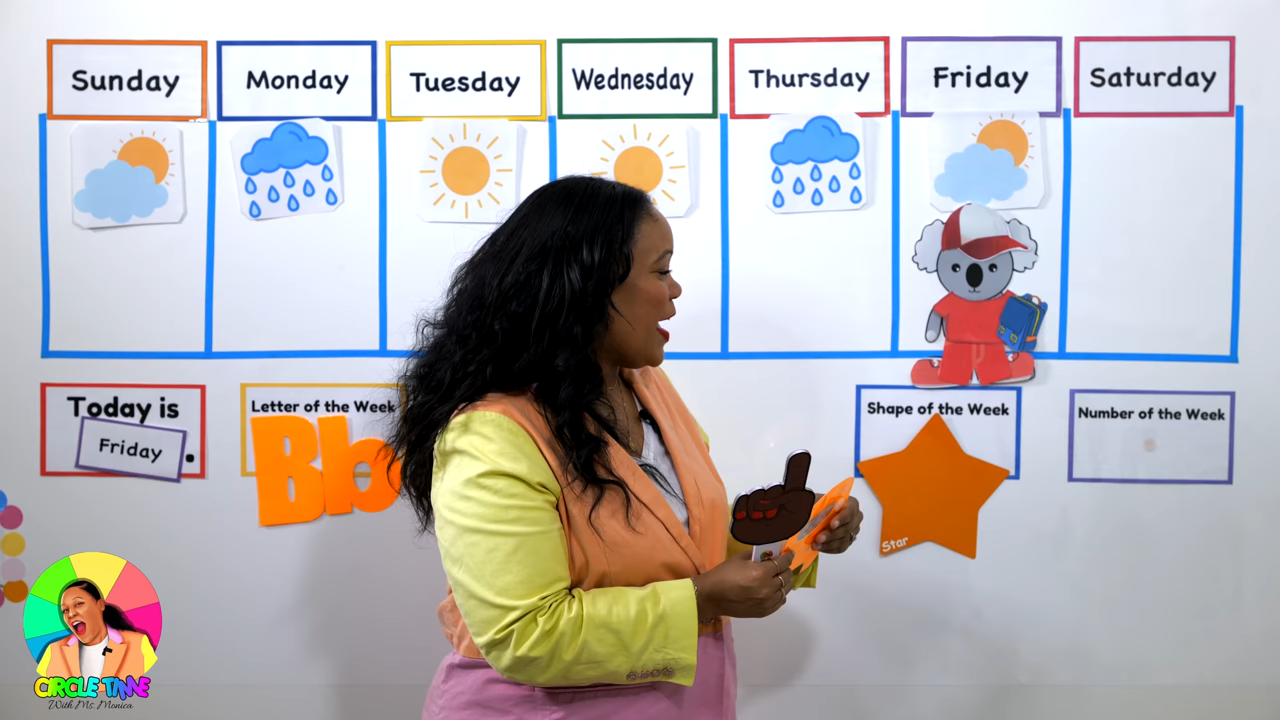 Sunday
Monday
Tuesday
Wednesday
Thursday
Friday
Saturday
Today is
Friday.
Letter of the Week
Bb
Shape of the Week
Star
Number of the Week
CIRCLE TIME
With Ms. Monica